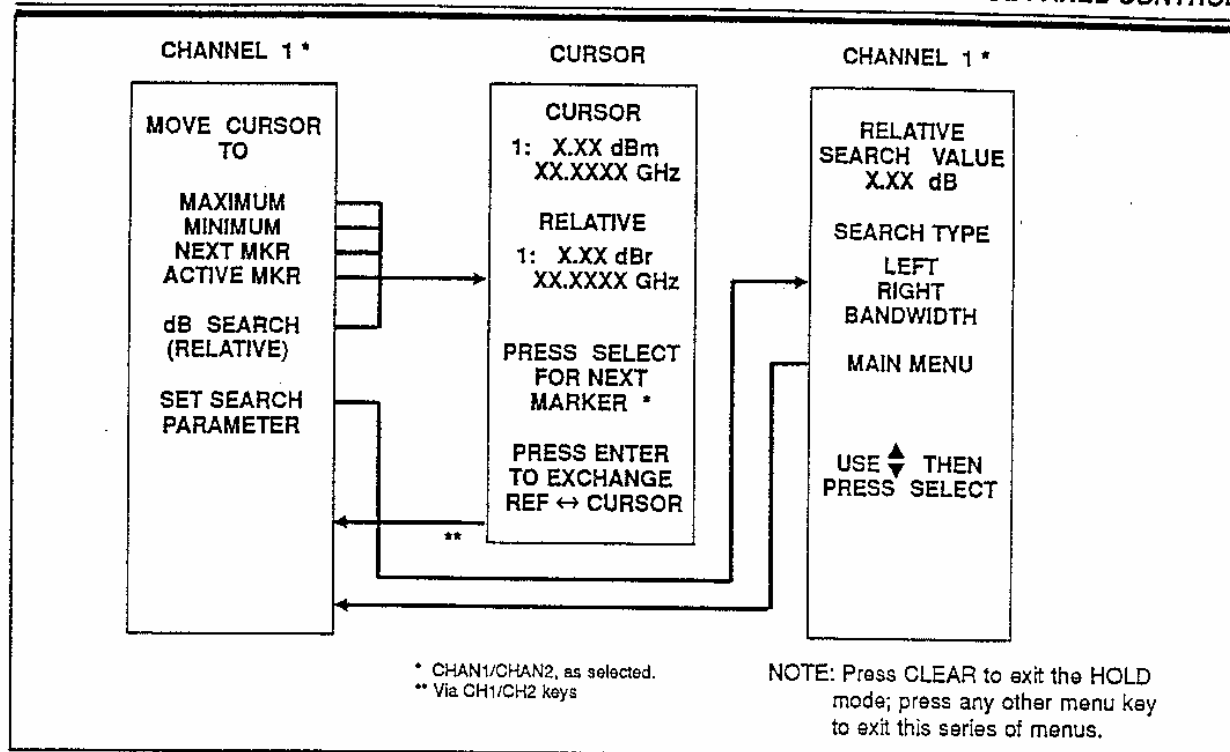 CHANNEL 1 *
MOVE CURSOR
TO
MAXIMUM
MINIMUM
NEXT MKR
ACTIVE MKR
dB SEARCH
(RELATIVE)
SET SEARCH
PARAMETER
CURSOR
CURSOR
1: X.XX dBm
XX.XXXX GHz
RELATIVE
1: X.XX dBr
XX.XXXX GHz
PRESS SELECT
FOR NEXT
MARKER *
PRESS ENTER
TO EXCHANGE
REF ↔ CURSOR
**
CHANNEL 1 *
RELATIVE
SEARCH VALUE
X.XX dB
SEARCH TYPE
LEFT
RIGHT
BANDWIDTH
MAIN MENU
USE ▲▼ THEN
PRESS SELECT
* CHAN1/CHAN2, as selected.
** Via CH1/CH2 keys
NOTE: Press CLEAR to exit the HOLD
mode; press any other menu key
to exit this series of menus.